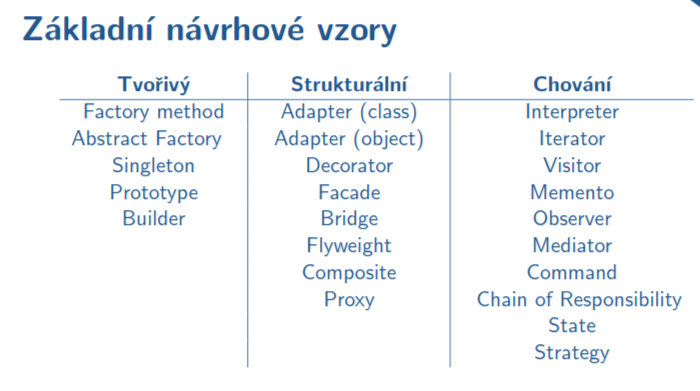 Základní návrhové vzory
Tvořivý Strukturální Chování
Factory method Adapter (class) Interpreter
Abstract Factory Adapter (object) Iterator
Singleton Decorator Visitor
Prototype Facade Memento
Builder Bridge Observer
Flyweight Mediator
Composite Command
Proxy Chain of Responsibility
State
Strategy